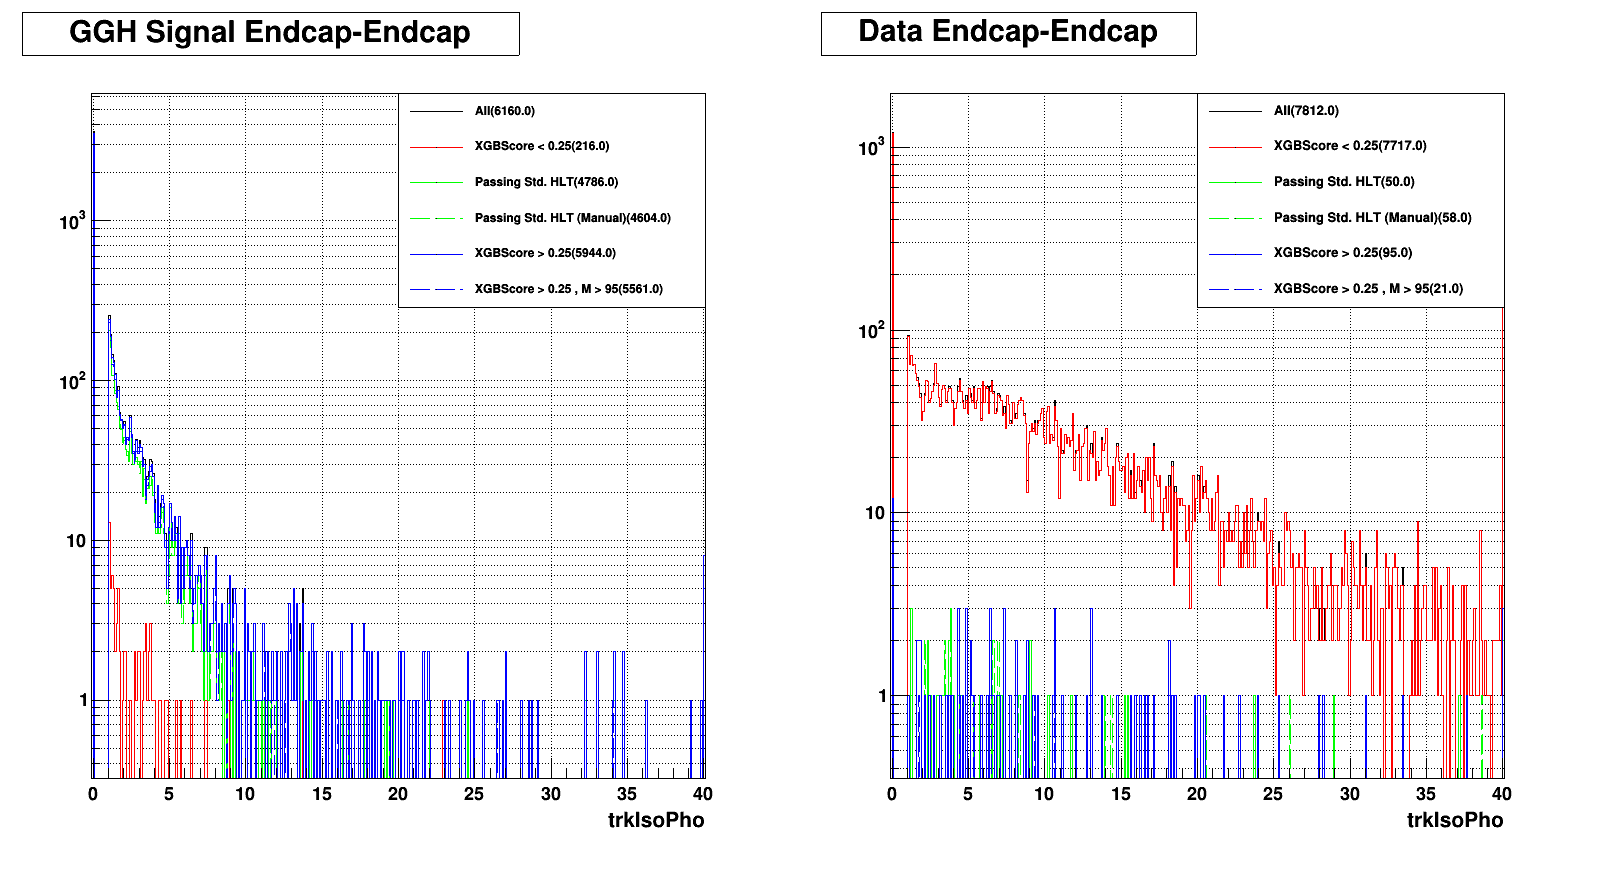 GGH Signal Endcap-Endcap
All(6160.0)
XGBScore < 0.25(216.0)
Passing Std. HLT(4786.0)
Passing Std. HLT (Manual)(4604.0)
XGBScore > 0.25(5944.0)
XGBScore > 0.25 , M > 95(5561.0)
10³
10²
10
1
0 5 10 15 20 25 30 35 40
trkIsoPho
Data Endcap-Endcap
All(7812.0)
XGBScore < 0.25(7717.0)
Passing Std. HLT(50.0)
Passing Std. HLT (Manual)(58.0)
XGBScore > 0.25(95.0)
XGBScore > 0.25 , M > 95(21.0)
10³
10²
10
1
0 5 10 15 20 25 30 35 40
trkIsoPho